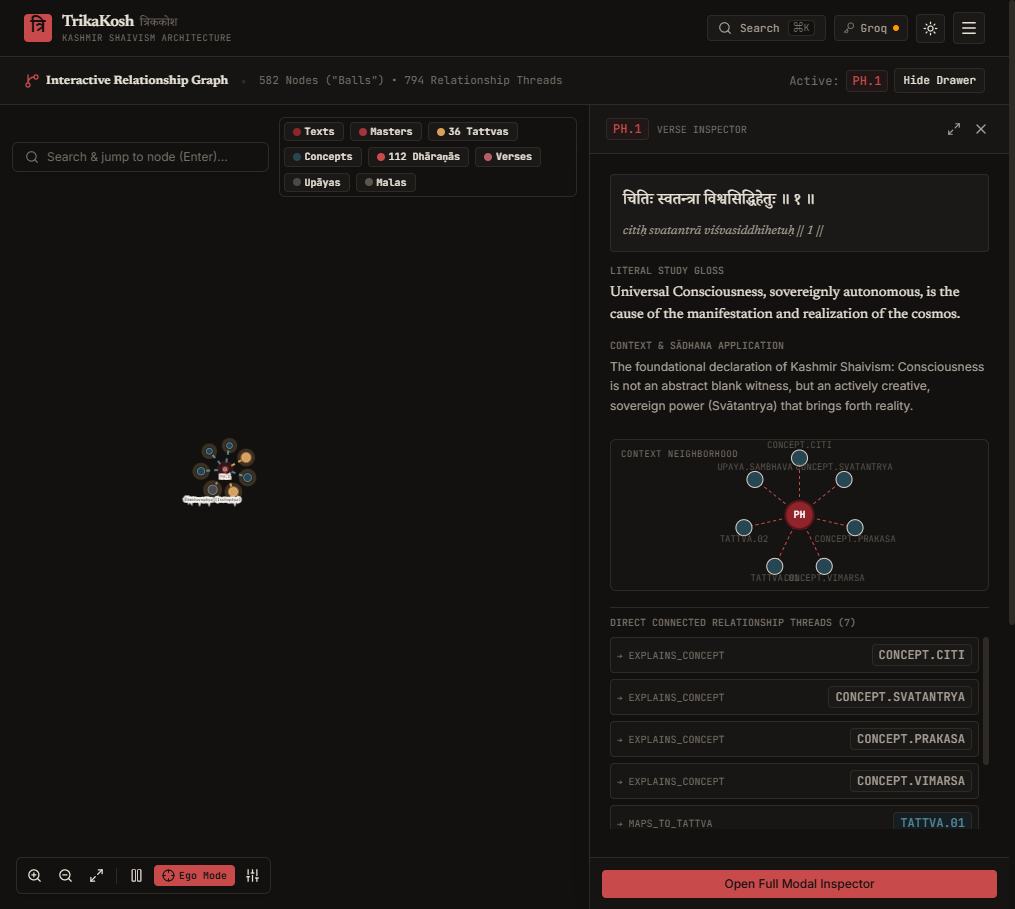 त्रि
TrikaKosh त्रिककोश
KASHMIR SHAIVISM ARCHITECTURE
Search ⌘K
Groq
Interactive Relationship Graph • 582 Nodes ("Balls") • 794 Relationship Threads
Active: PH.1 Hide Drawer
Search & jump to node (Enter)...
Texts Masters 36 Tattvas
Concepts 112 Dhāraṇās Verses
Upāyas Malas
Ego Mode
PH.1 VERSE INSPECTOR
चितिः स्वतन्त्रा विश्वसिद्धिहेतुः ॥ १ ॥
citiḥ svatantrā viśvasiddhihetuḥ || 1 ||
LITERAL STUDY GLOSS
Universal Consciousness, sovereignly autonomous, is the
cause of the manifestation and realization of the cosmos.
CONTEXT & SĀDHANA APPLICATION
The foundational declaration of Kashmir Shaivism: Consciousness
is not an abstract blank witness, but an actively creative,
sovereign power (Svātantrya) that brings forth reality.
CONTEXT NEIGHBORHOOD
CONCEPT.CITI
UPAYA.SAMBHAVA CONCEPT.SVATANTRYA
PH
TATTVA.02 CONCEPT.PRAKASA
TATTVA.01 CONCEPT.VIMARSA
DIRECT CONNECTED RELATIONSHIP THREADS (7)
→ EXPLAINS_CONCEPT CONCEPT.CITI
→ EXPLAINS_CONCEPT CONCEPT.SVATANTRYA
→ EXPLAINS_CONCEPT CONCEPT.PRAKASA
→ EXPLAINS_CONCEPT CONCEPT.VIMARSA
→ MAPS_TO_TATTVA TATTVA.01
Open Full Modal Inspector